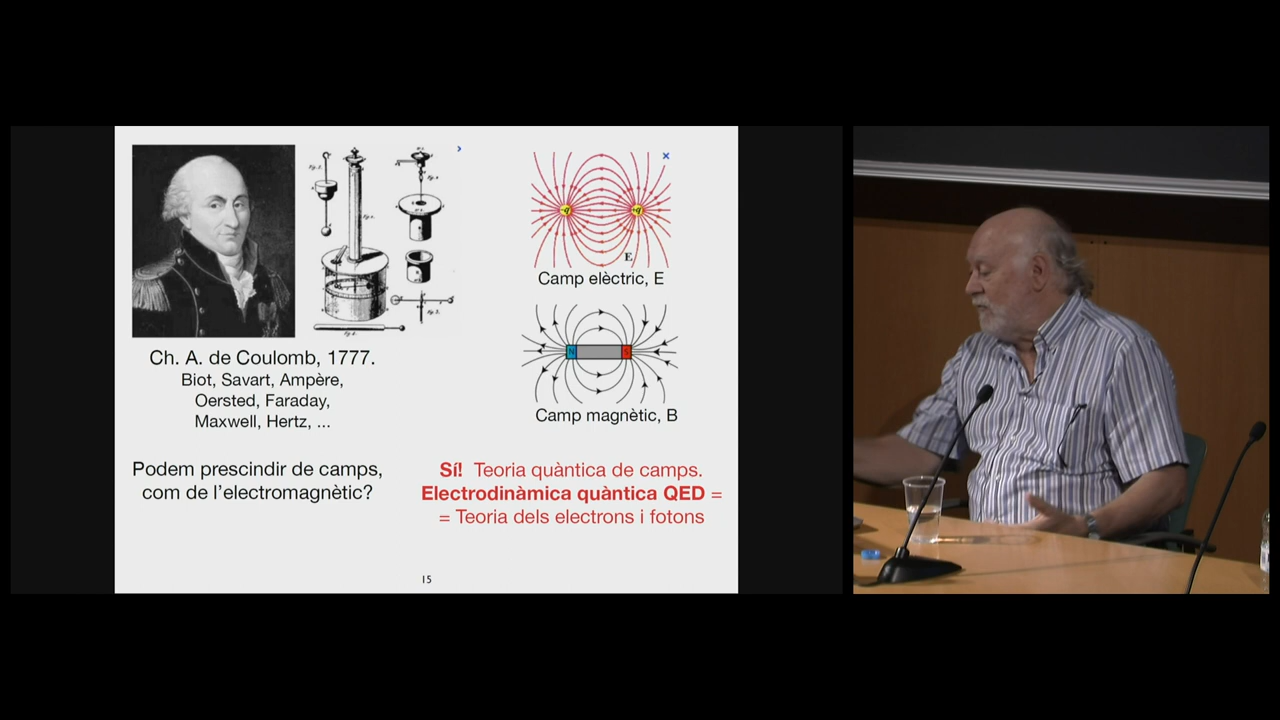 Ch. A. de Coulomb, 1777.
Biot, Savart, Ampère,
Oersted, Faraday,
Maxwell, Hertz, ...
E
Camp elèctric, E
N S
Camp magnètic, B
Podem prescindir de camps,
com de l'electromagnètic?
Sí! Teoria quàntica de camps.
Electrodinàmica quàntica QED =
= Teoria dels electrons i fotons
15